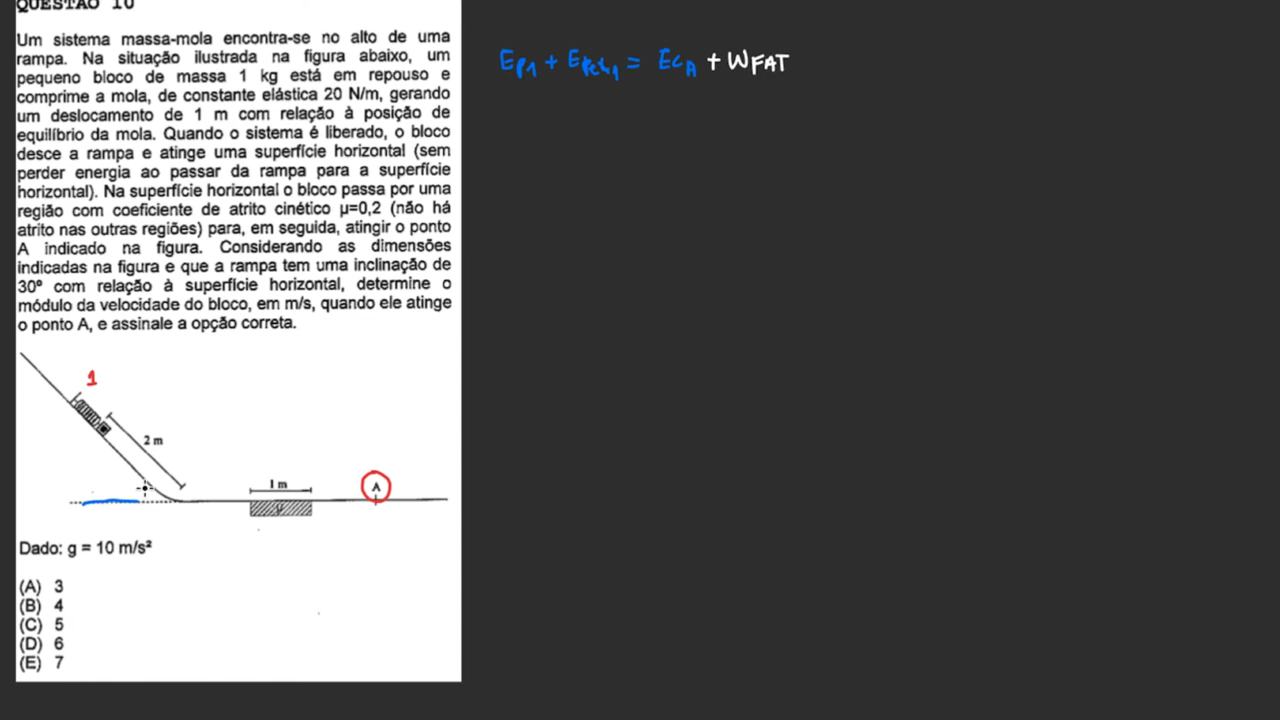 QUESTÃO 10
Um sistema massa-mola encontra-se no alto de uma
rampa. Na situação ilustrada na figura abaixo, um
pequeno bloco de massa 1 kg está em repouso e
comprime a mola, de constante elástica 20 N/m, gerando
um deslocamento de 1 m com relação à posição de
equilíbrio da mola. Quando o sistema é liberado, o bloco
desce a rampa e atinge uma superfície horizontal (sem
perder energia ao passar da rampa para a superfície
horizontal). Na superfície horizontal o bloco passa por uma
região com coeficiente de atrito cinético μ=0,2 (não há
atrito nas outras regiões) para, em seguida, atingir o ponto
A indicado na figura. Considerando as dimensões
indicadas na figura e que a rampa tem uma inclinação de
30º com relação à superfície horizontal, determine o
módulo da velocidade do bloco, em m/s, quando ele atinge
o ponto A, e assinale a opção correta.
1
2 m
1 m
A
μ
Dado: g = 10 m/s²
(A) 3
(B) 4
(C) 5
(D) 6
(E) 7
Ep1 + EpEL1 = EcA + WFAT